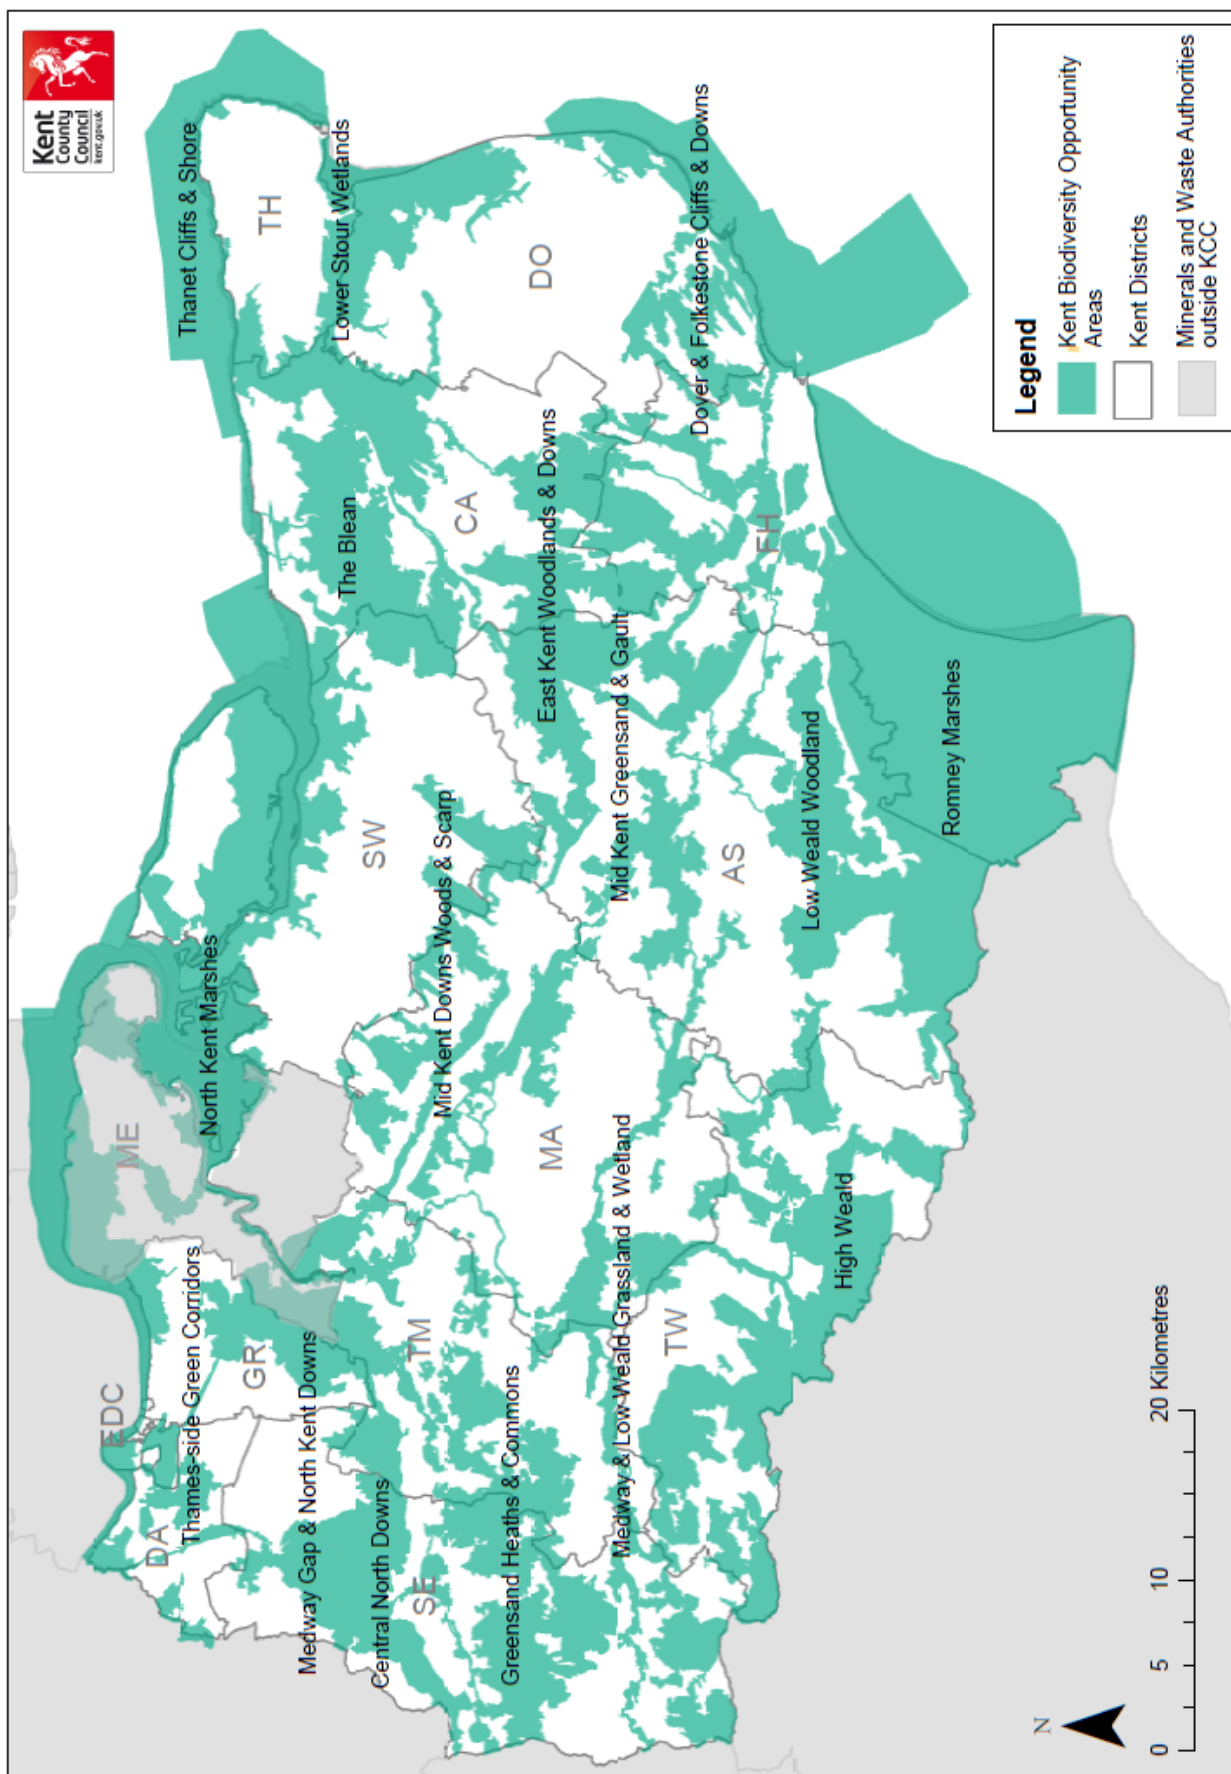 Kent
County
Council
kent.gov.uk
Thanet Cliffs & Shore
TH
Lower Stour Wetlands
DO
Dover & Folkestone Cliffs & Downs
The Blean
CA
East Kent Woodlands & Downs
FH
Mid Kent Greensand & Gault
SW
Mid Kent Downs Woods & Scarp
AS
Low Weald Woodland
Romney Marshes
North Kent Marshes
ME
MA
Medway & Low Weald Grassland & Wetland
High Weald
Thames-side Green Corridors
EDC
GR
DA
Medway Gap & North Kent Downs
TM
TW
Central North Downs
SE
Greensand Heaths & Commons
Legend
Kent Biodiversity Opportunity
Areas
Kent Districts
Minerals and Waste Authorities
outside KCC
N
0
5
10
20 Kilometres